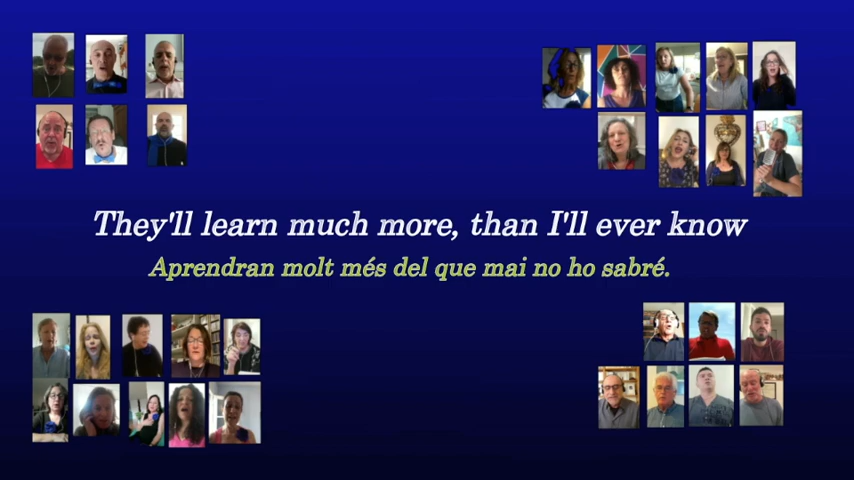 They'll learn much more, than I'll ever know
Aprendran molt més del que mai no ho sabré.